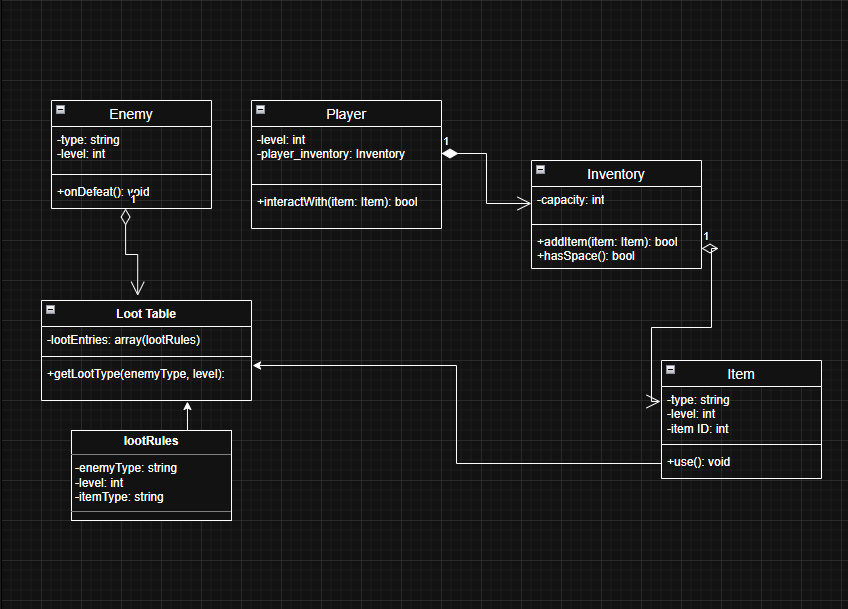 Enemy
-type: string
-level: int
+onDefeat(): void
1
Player
-level: int
-player_inventory: Inventory
+interactWith(item: Item): bool
1
Inventory
-capacity: int
+addItem(item: Item): bool
+hasSpace(): bool
1
Loot Table
-lootEntries: array(lootRules)
+getLootType(enemyType, level):
Item
-type: string
-level: int
-item ID: int
+use(): void
lootRules
-enemyType: string
-level: int
-itemType: string